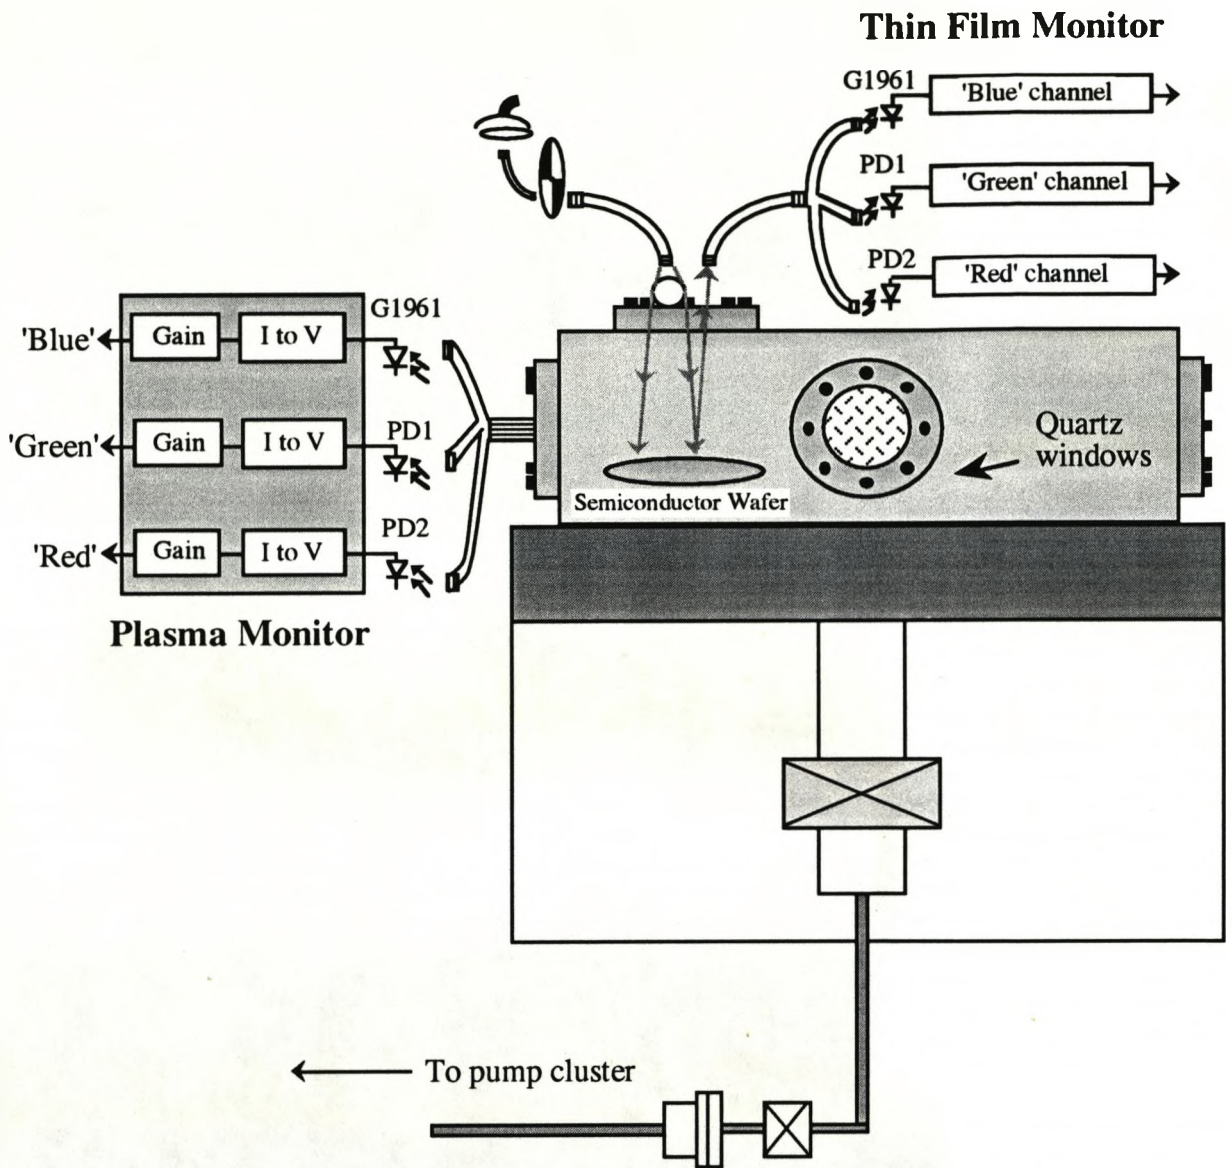 Thin Film Monitor
G1961
'Blue' channel
PD1
'Green' channel
PD2
'Red' channel
'Blue'
Gain
I to V
G1961
'Green'
Gain
I to V
PD1
'Red'
Gain
I to V
PD2
Plasma Monitor
Quartz
windows
Semiconductor Wafer
To pump cluster